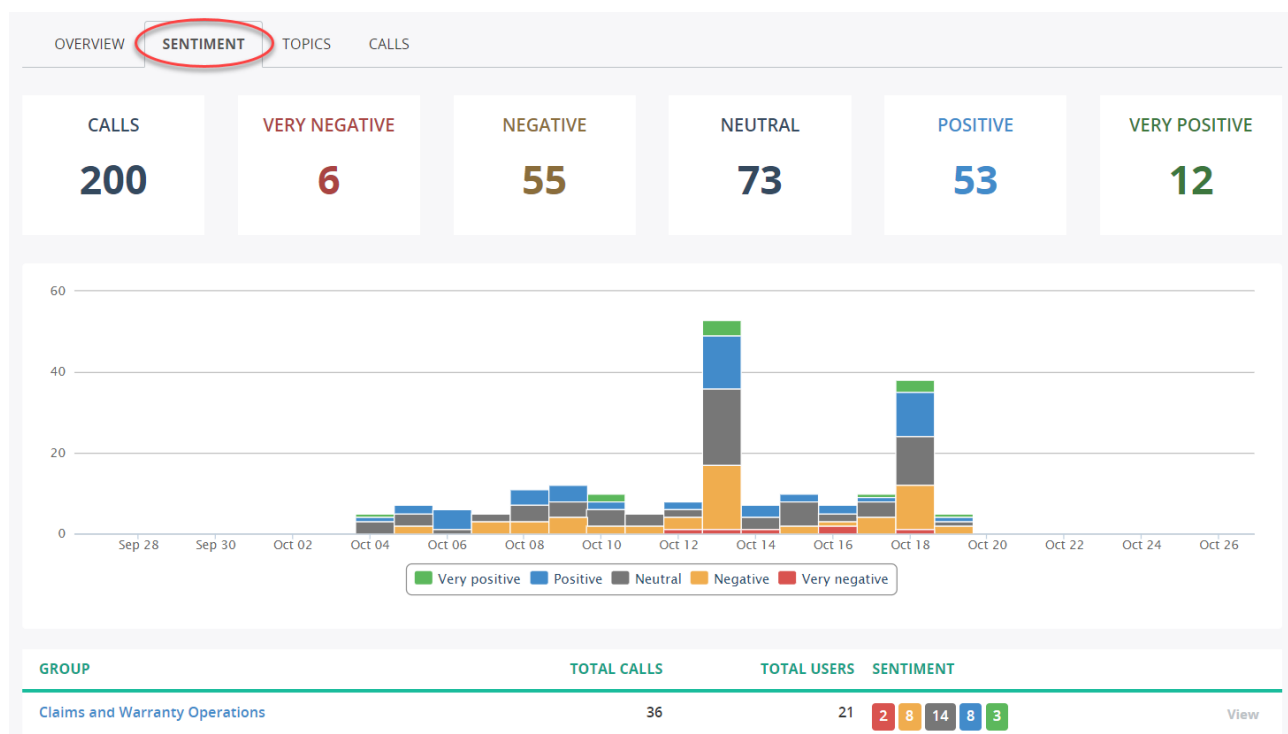 OVERVIEW SENTIMENT TOPICS CALLS
CALLS VERY NEGATIVE NEGATIVE NEUTRAL POSITIVE VERY POSITIVE
200 6 55 73 53 12
60
40
20
0
Sep 28 Sep 30 Oct 02 Oct 04 Oct 06 Oct 08 Oct 10 Oct 12 Oct 14 Oct 16 Oct 18 Oct 20 Oct 22 Oct 24 Oct 26
Very positive Positive Neutral Negative Very negative
GROUP TOTAL CALLS TOTAL USERS SENTIMENT
Claims and Warranty Operations 36 21 2 8 14 8 3 View